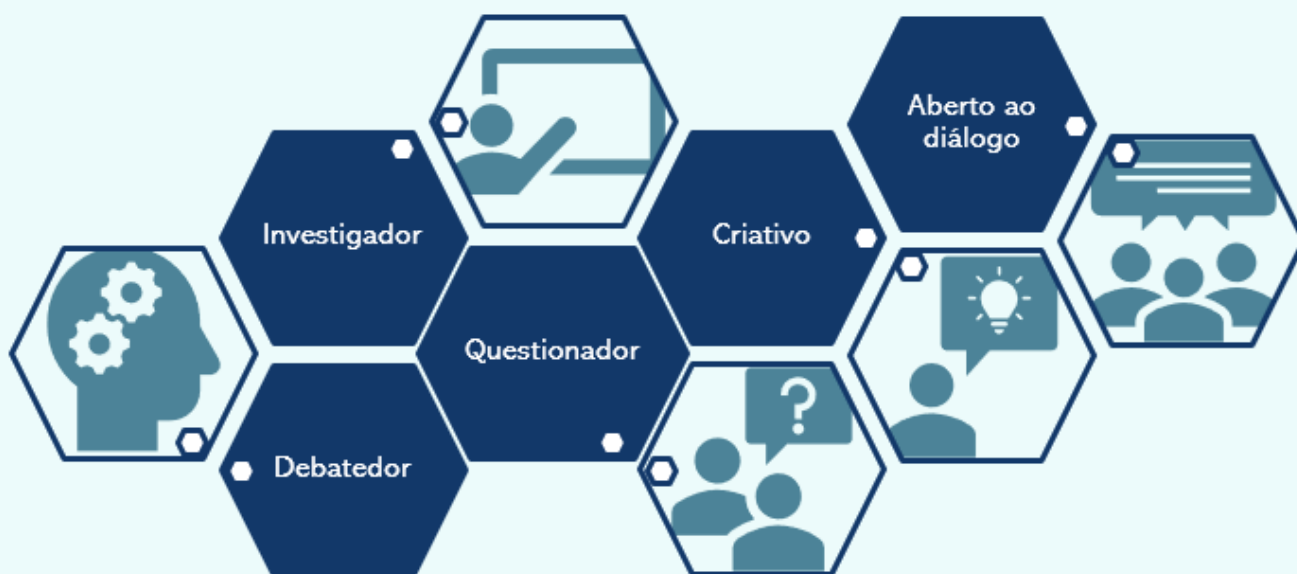 Aberto ao
diálogo
Investigador
Criativo
Questionador
Debatedor
?